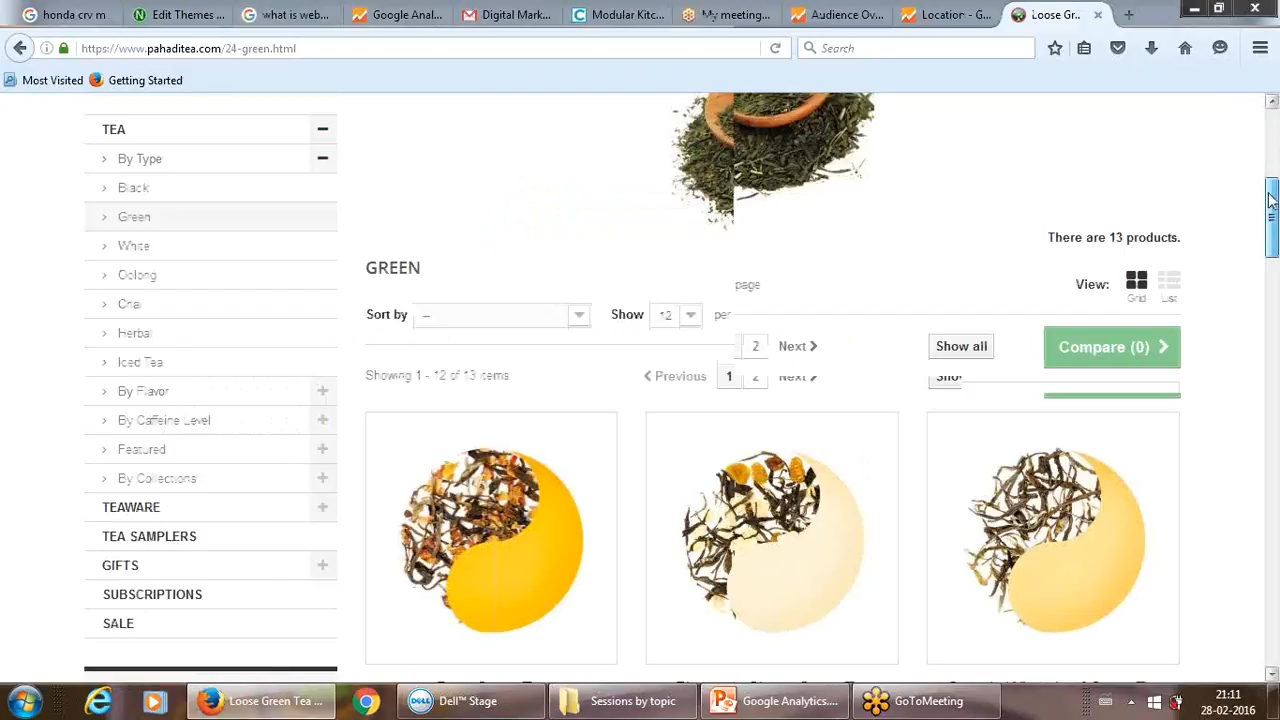 honda crv m
Edit Themes ...
what is web...
Google Anal...
Digital Mark...
Modular Kitc...
My meeting...
Audience Ov...
Location - G...
Loose Gr...
https://www.pahaditea.com/24-green.html
Search
Most Visited
Getting Started
TEA
By Type
Black
Green
White
Oolong
Chai
Herbal
Iced Tea
By Flavor
By Caffeine Level
Featured
By Collections
TEAWARE
TEA SAMPLERS
GIFTS
SUBSCRIPTIONS
SALE
There are 13 products.
GREEN
View:
Grid
List
page
Sort by
--
Show
12
per
2
Next
Show all
Compare (0)
Showing 1 - 12 of 13 items
Previous
1
2
Next
Loose Green Tea ...
Dell™ Stage
Sessions by topic
Google Analytics....
GoToMeeting
21:11
28-02-2016